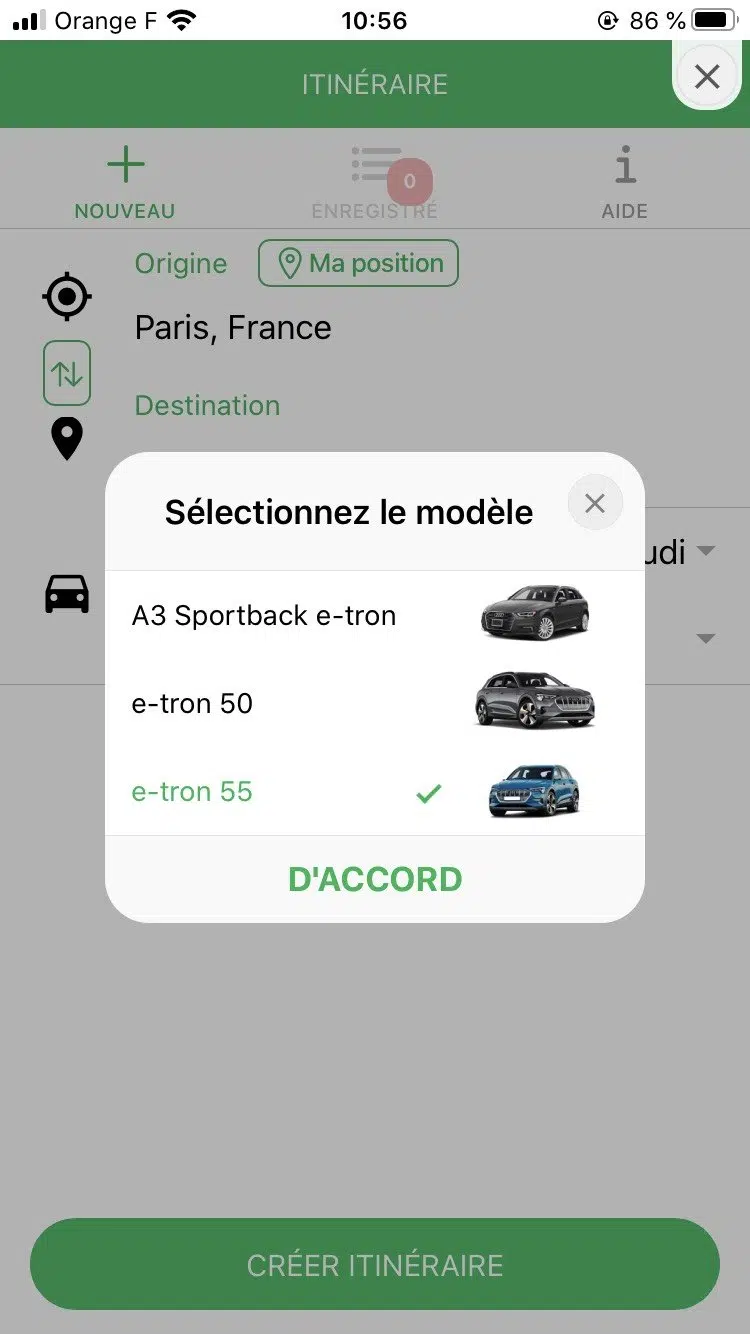 Orange F 10:56 86 %
ITINÉRAIRE
NOUVEAU
0
ENREGISTRÉ
AIDE
Origine Ma position
Paris, France
Destination
Sélectionnez le modèle
udi
A3 Sportback e-tron
e-tron 50
e-tron 55
D'ACCORD
CRÉER ITINÉRAIRE